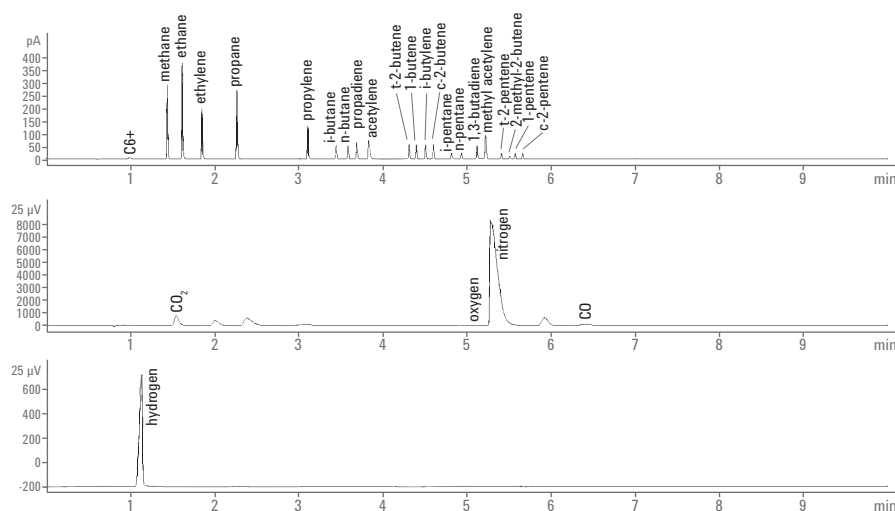 pA
400
350
300
250
200
150
100
50
0
C6+
methane
ethane
ethylene
propane
propylene
i-butane
n-butane
propadiene
acetylene
t-2-butene
1-butene
i-butylene
c-2-butene
i-pentane
n-pentane
1,3-butadiene
methyl acetylene
t-2-pentene
2-methyl-2-butene
1-pentene
c-2-pentene
1 2 3 4 5 6 7 8 9 min
25 µV
8000
7000
6000
5000
4000
3000
2000
1000
0
CO2
oxygen
nitrogen
CO
1 2 3 4 5 6 7 8 9 min
25 µV
600
400
200
0
-200
hydrogen
1 2 3 4 5 6 7 8 9 min